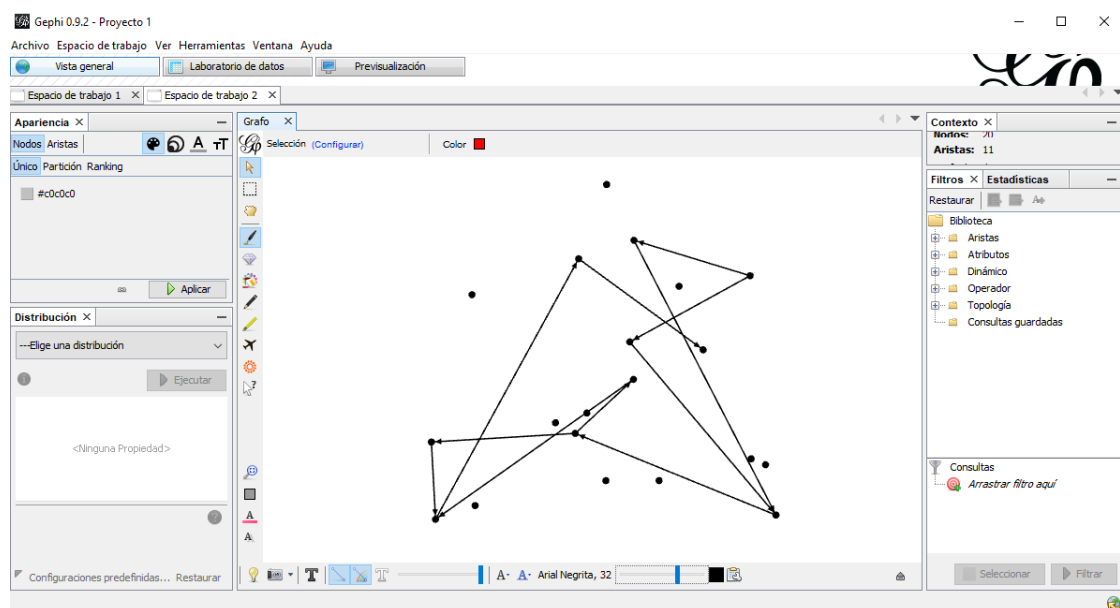 Gephi 0.9.2 - Proyecto 1
Archivo Espacio de trabajo Ver Herramientas Ventana Ayuda
Vista general Laboratorio de datos Previsualización
Espacio de trabajo 1 Espacio de trabajo 2
Apariencia
Nodos Aristas
Único Partición Ranking
#c0c0c0
Aplicar
Distribución
---Elige una distribución
Ejecutar
<Ninguna Propiedad>
Configuraciones predefinidas... Restaurar
Grafo
Selección (Configurar) Color
A- A- Arial Negrita, 32
Contexto
Nodos: 20
Aristas: 11
Filtros Estadísticas
Restaurar
Biblioteca
Aristas
Atributos
Dinámico
Operador
Topología
Consultas guardadas
Consultas
Arrastrar filtro aquí
Seleccionar Filtrar